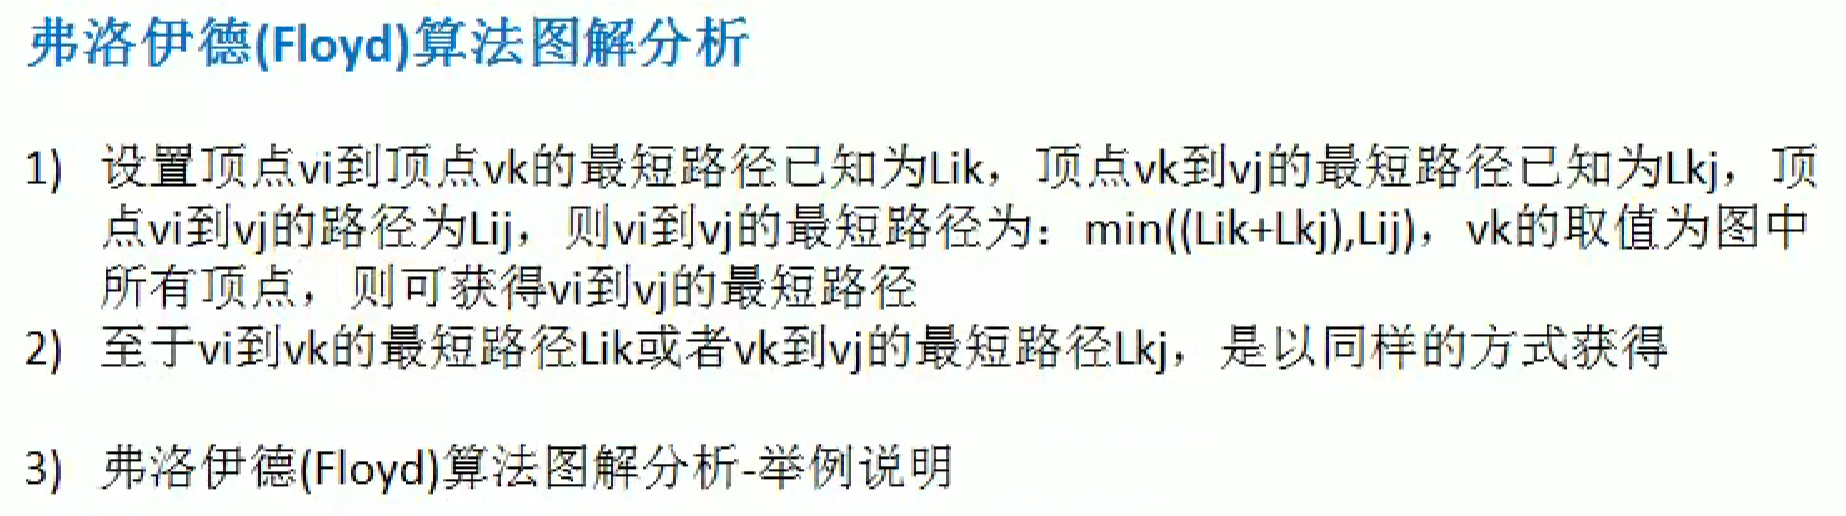 弗洛伊德(Floyd)算法图解分析
1) 设置顶点vi到顶点vk的最短路径已知为Lik，顶点vk到vj的最短路径已知为Lkj，顶
点vi到vj的路径为Lij，则vi到vj的最短路径为：min((Lik+Lkj),Lij)，vk的取值为图中
所有顶点，则可获得vi到vj的最短路径
2) 至于vi到vk的最短路径Lik或者vk到vj的最短路径Lkj，是以同样的方式获得
3) 弗洛伊德(Floyd)算法图解分析-举例说明